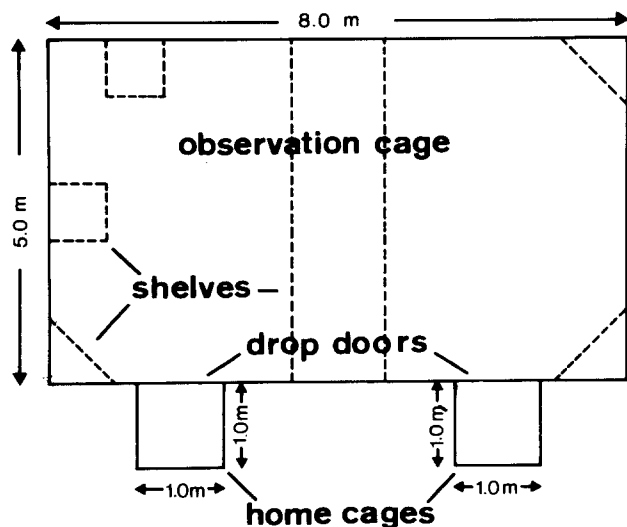 8.0 m
observation cage
5.0 m
shelves
drop doors
1.0m
1.0m
1.0m
1.0m
home cages